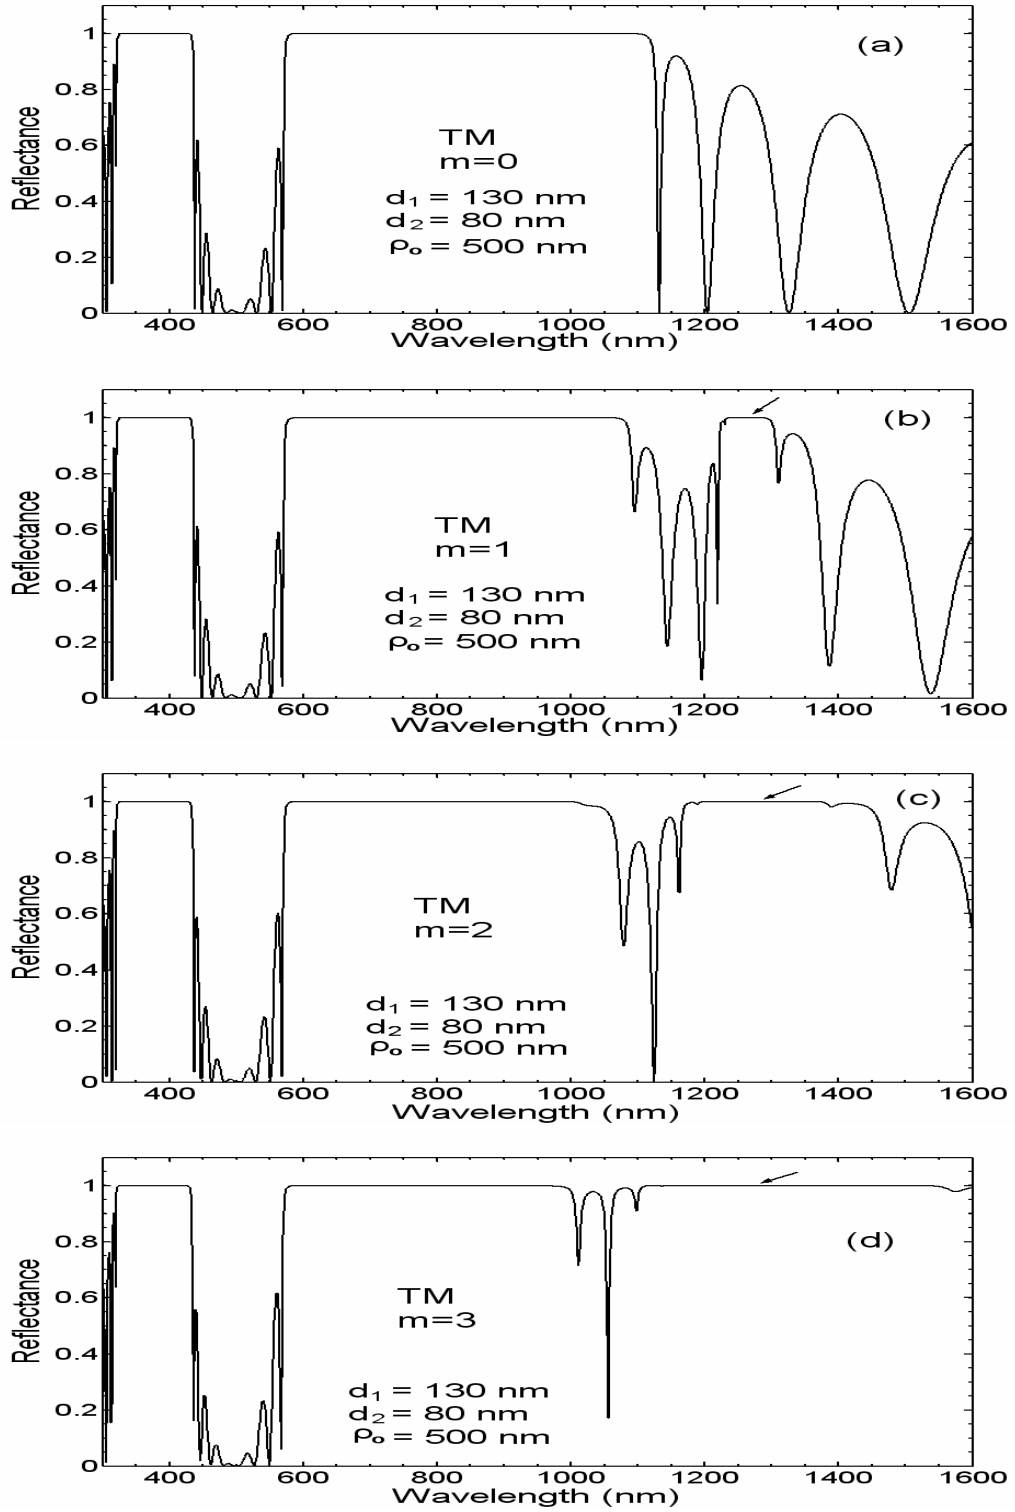 (a)
1
0.8
0.6
0.4
0.2
0
Reflectance
TM
m=0
d₁ = 130 nm
d₂ = 80 nm
ρₒ = 500 nm
400 600 800 1000 1200 1400 1600
Wavelength (nm)
(b)
1
0.8
0.6
0.4
0.2
0
Reflectance
TM
m=1
d₁ = 130 nm
d₂ = 80 nm
ρₒ = 500 nm
400 600 800 1000 1200 1400 1600
Wavelength (nm)
(c)
1
0.8
0.6
0.4
0.2
0
Reflectance
TM
m=2
d₁ = 130 nm
d₂ = 80 nm
ρₒ = 500 nm
400 600 800 1000 1200 1400 1600
Wavelength (nm)
(d)
1
0.8
0.6
0.4
0.2
0
Reflectance
TM
m=3
d₁ = 130 nm
d₂ = 80 nm
ρₒ = 500 nm
400 600 800 1000 1200 1400 1600
Wavelength (nm)